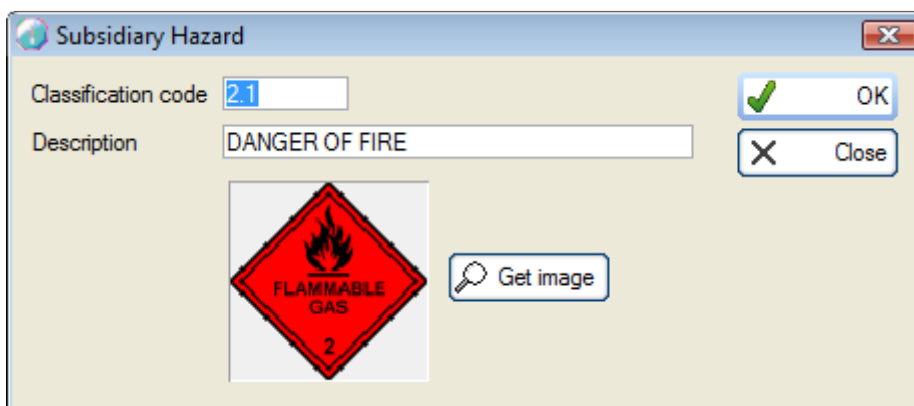 Subsidiary Hazard
Classification code 2.1 OK
Description DANGER OF FIRE Close
FLAMMABLE
GAS
2
Get image